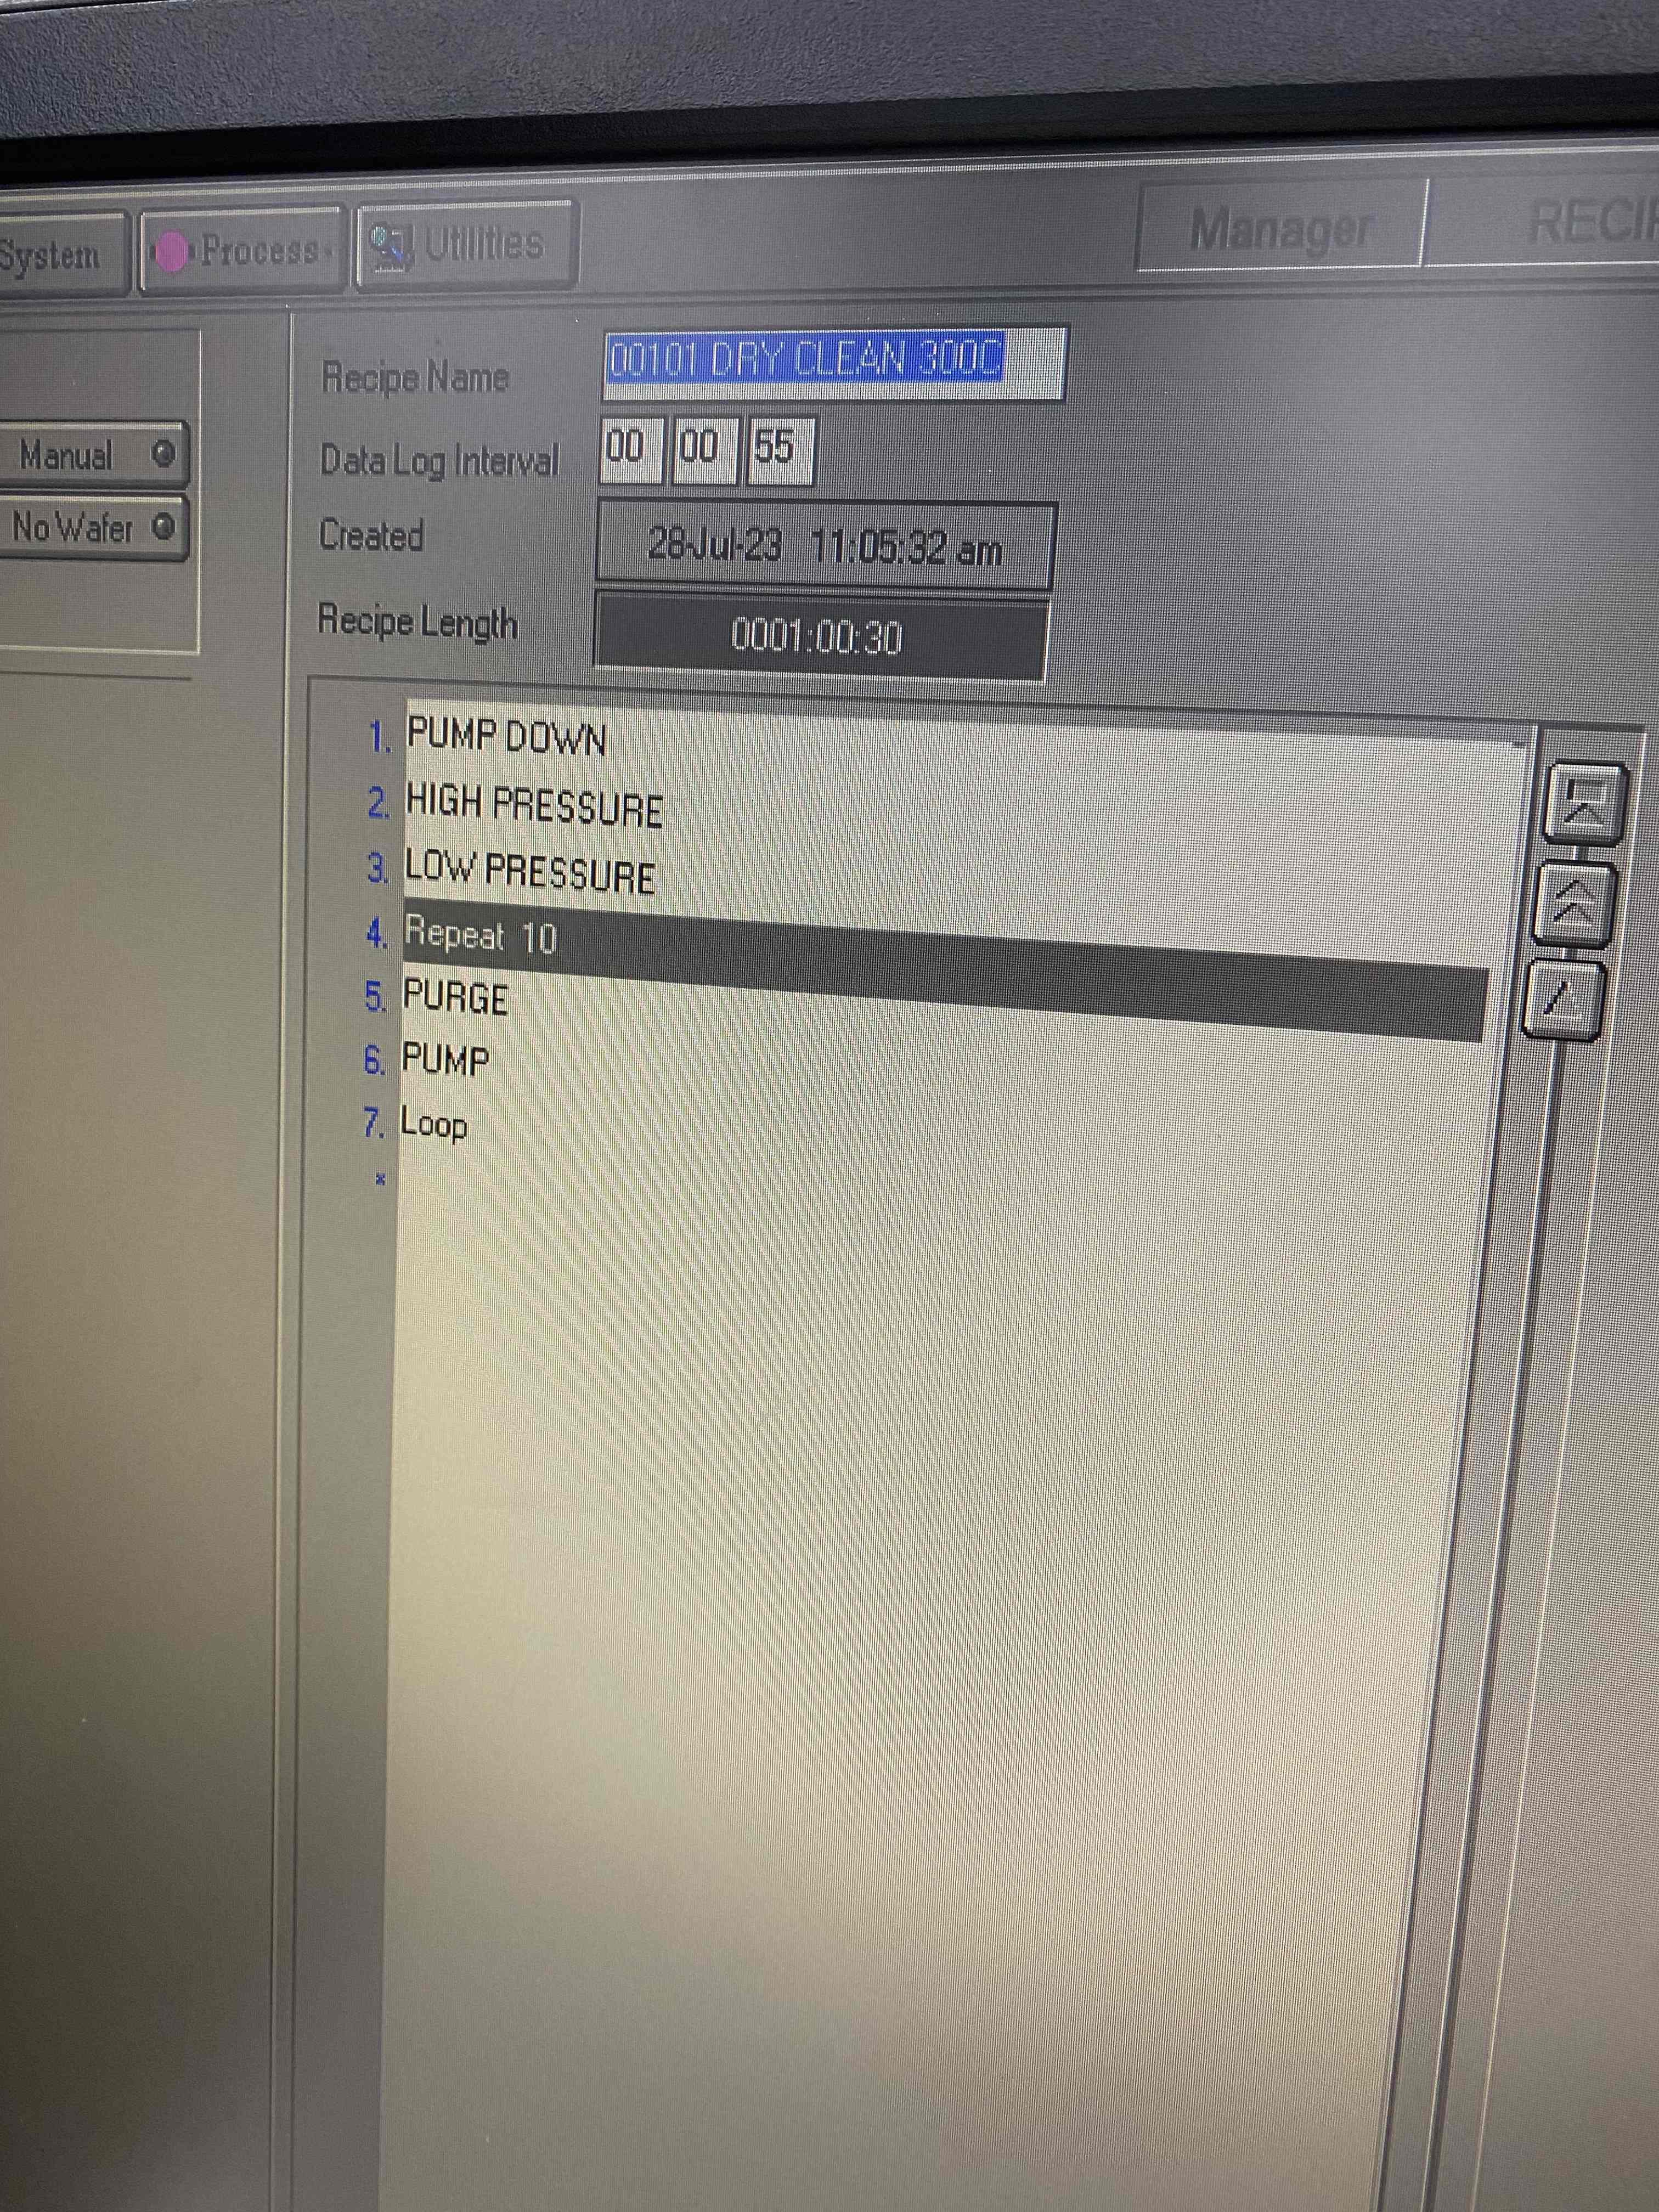 System Process Utilities Manager
Manual
No Wafer
Recipe Name 00101 DRY CLEAN 300C
Data Log Interval 00 00 55
Created 28-Jul-23 11:05:32 am
Recipe Length 0001:00:30
1. PUMP DOWN
2. HIGH PRESSURE
3. LOW PRESSURE
4. Repeat 10
5. PURGE
6. PUMP
7. Loop
*